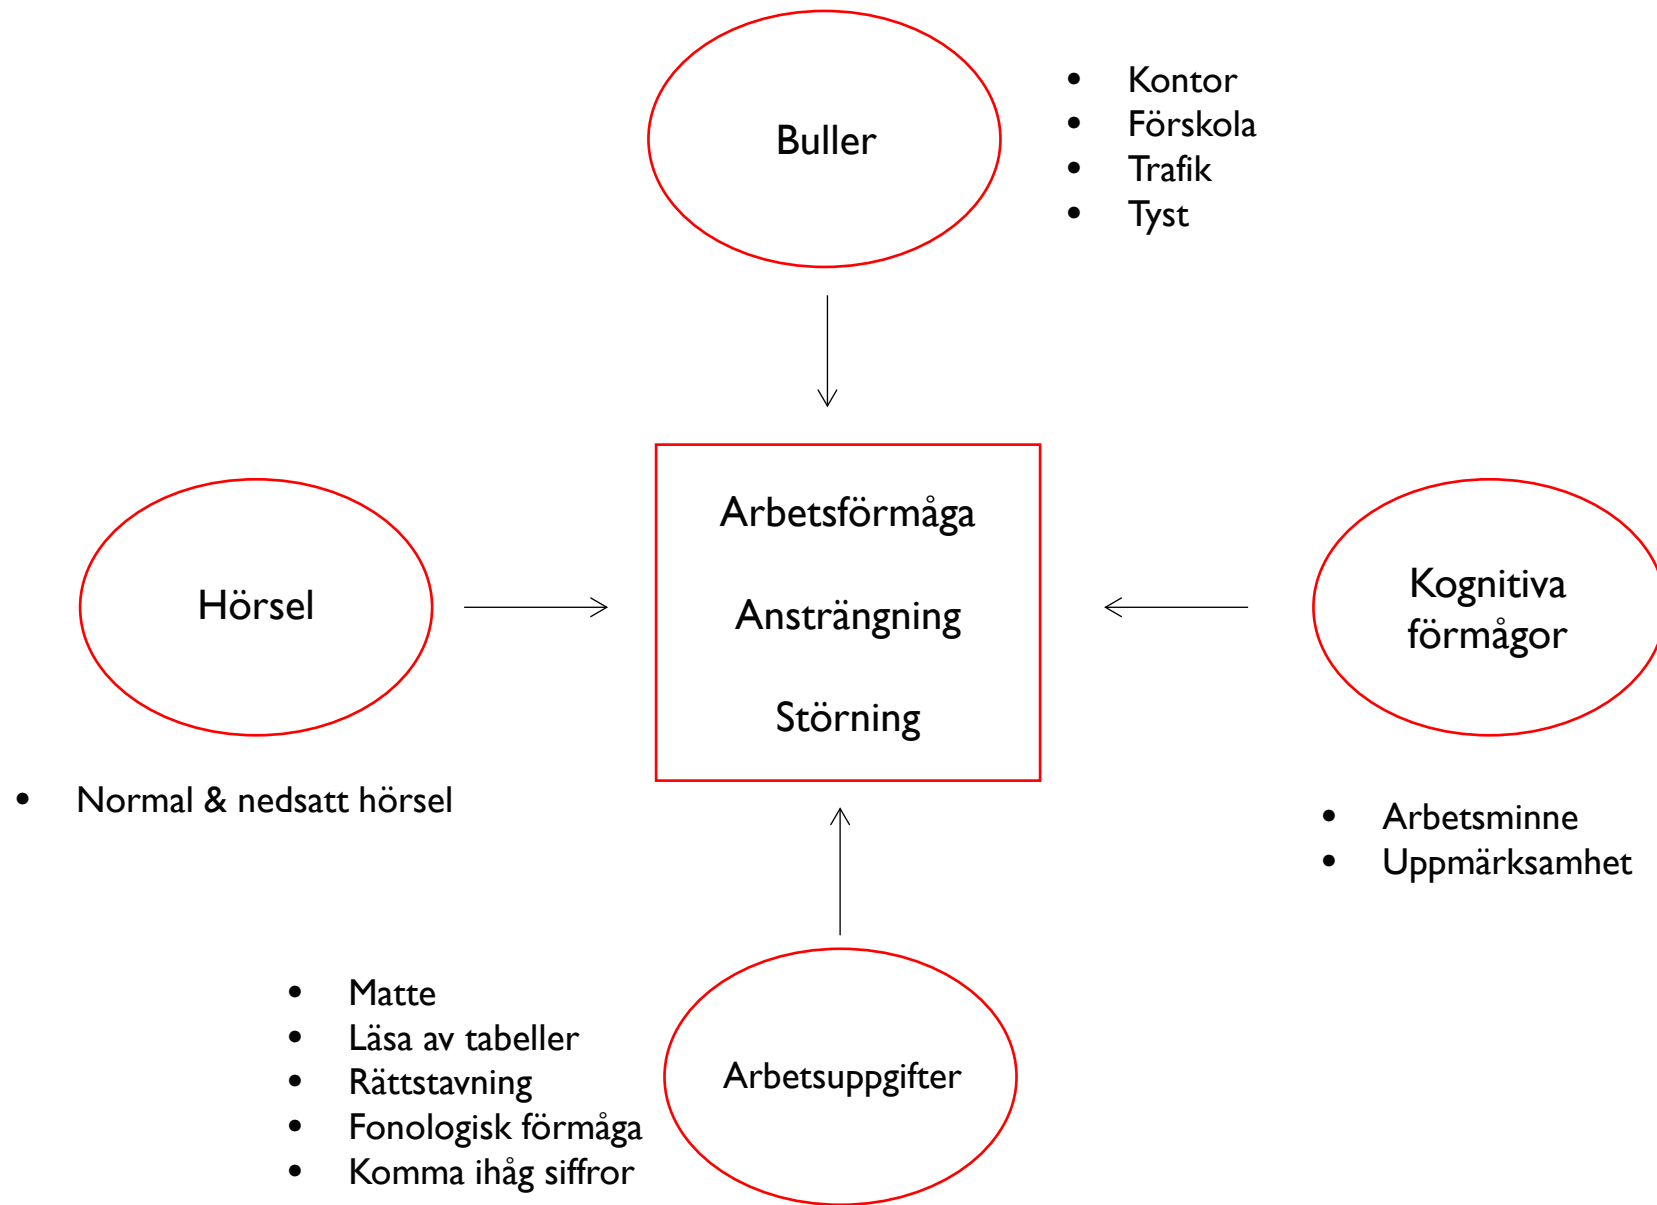 Buller
• Kontor
• Förskola
• Trafik
• Tyst
Arbetsförmåga
Ansträngning
Störning
Hörsel
• Normal & nedsatt hörsel
Kognitiva
förmågor
• Arbetsminne
• Uppmärksamhet
Arbetsuppgifter
• Matte
• Läsa av tabeller
• Rättstavning
• Fonologisk förmåga
• Komma ihåg siffror